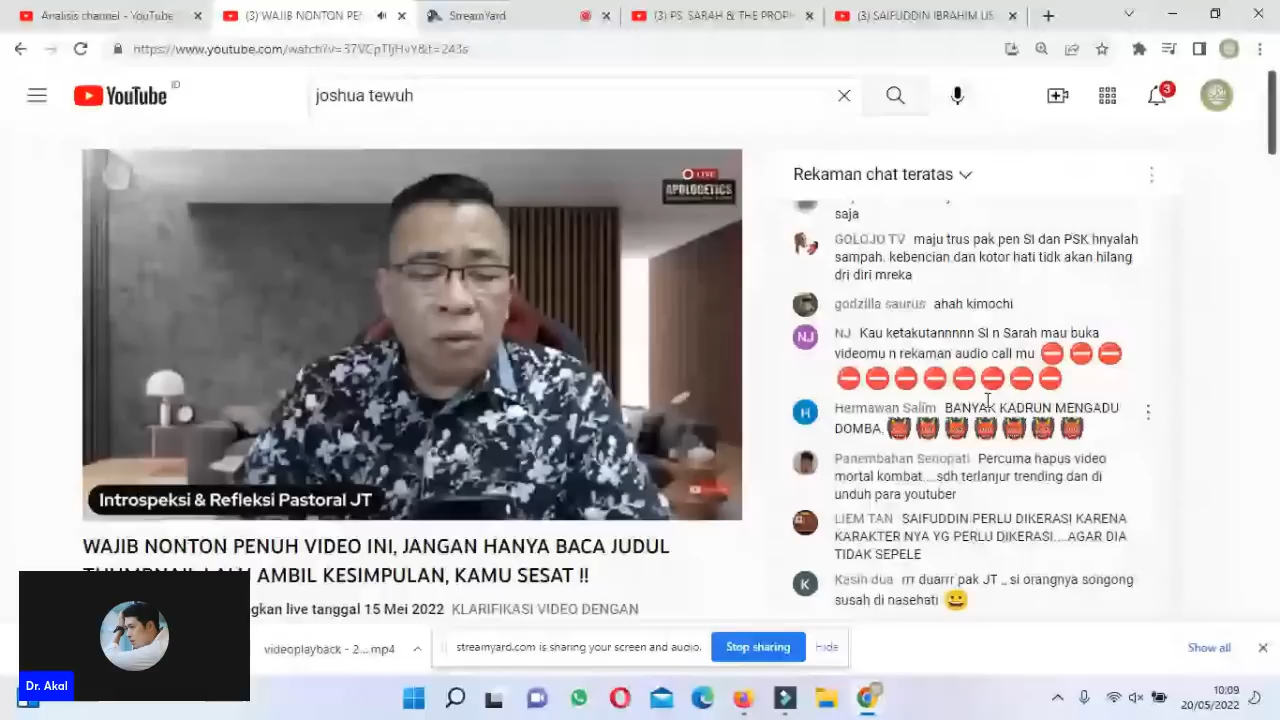 (3) WAJIB NONTON PEN
StreamYard
(3) PS. SARAH & THE PROPH
(3) SAIFUDDIN IBRAHIM US
https://www.youtube.com/watch?v=37VCpTIjHvY&t=243s
YouTube
ID
joshua tewuh
3
LIVE
APOLOGETICS
Introspeksi & Refleksi Pastoral JT
Rekaman chat teratas
saja
GOLOJO TV maju trus pak pen SI dan PSK hnyalah
sampah. kebencian dan kotor hati tidk akan hilang
dri diri mreka
godzilla saurus ahah kimochi
NJ
NJ Kau ketakutannnnn SI n Sarah mau buka
videomu n rekaman audio call mu ⛔⛔⛔
⛔⛔⛔⛔⛔⛔⛔⛔
H
Hermawan Salim BANYAK KADRUN MENGADU
DOMBA, 👹👹👹👹👹👹👹
Panembahan Senopati Percuma hapus video
mortal kombat....sdh terlanjur trending dan di
unduh para youtuber
LIEM TAN SAIFUDDIN PERLU DIKERASI KARENA
KARAKTER NYA YG PERLU DIKERASI....AGAR DIA
TIDAK SEPELE
K
Kasih dua rrr duarrr pak JT .. si orangnya songong
susah di nasehati 😀
WAJIB NONTON PENUH VIDEO INI, JANGAN HANYA BACA JUDUL
AMBIL KESIMPULAN, KAMU SESAT !!
gkan live tanggal 15 Mei 2022 KLARIFIKASI VIDEO DENGAN
Dr. Akal
videoplayback - 2....mp4
streamyard.com is sharing your screen and audio.
Stop sharing
Hide
Show all
10:09
20/05/2022